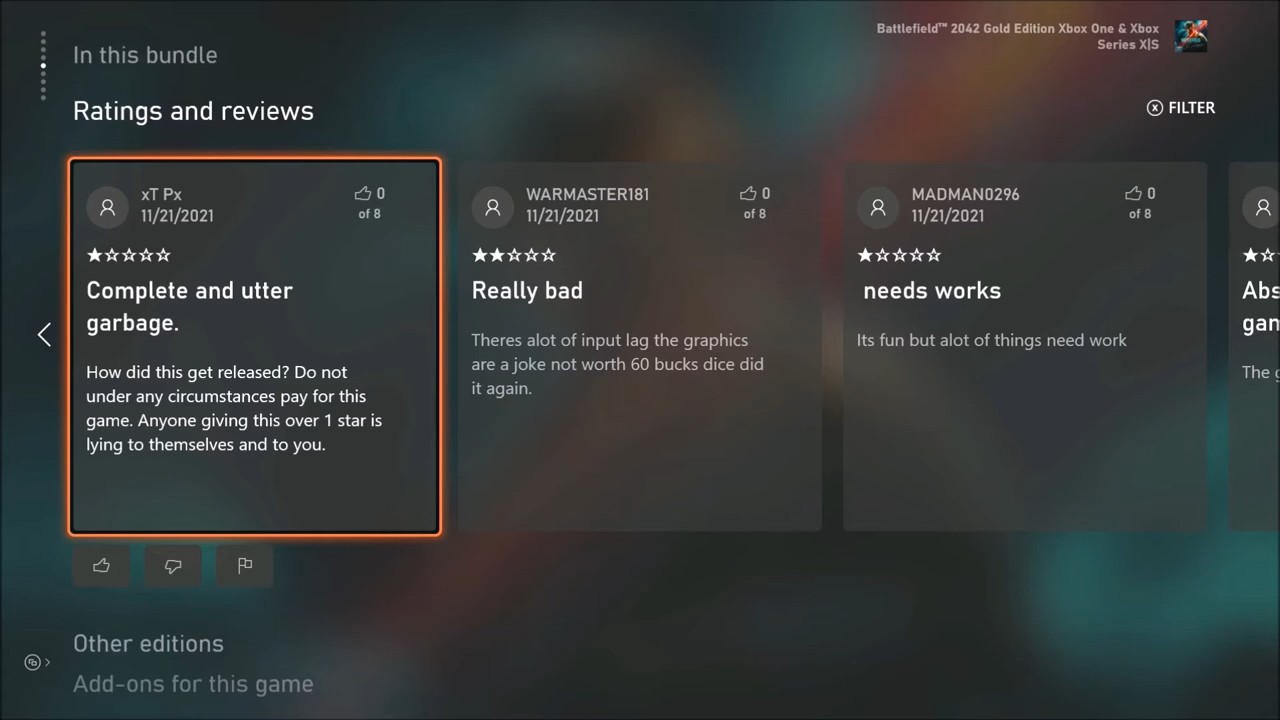 Battlefield™ 2042 Gold Edition Xbox One & Xbox
Series X|S
In this bundle
Ratings and reviews
FILTER
xT Px
11/21/2021
0
of 8
Complete and utter
garbage.
How did this get released? Do not
under any circumstances pay for this
game. Anyone giving this over 1 star is
lying to themselves and to you.
WARMASTER181
11/21/2021
0
of 8
Really bad
Theres alot of input lag the graphics
are a joke not worth 60 bucks dice did
it again.
MADMAN0296
11/21/2021
0
of 8
needs works
Its fun but alot of things need work
The
Other editions
Add-ons for this game